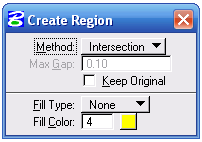 Create Region
Method: Intersection
Max Gap: 0.10
Keep Original
Fill Type: None
Fill Color: 4